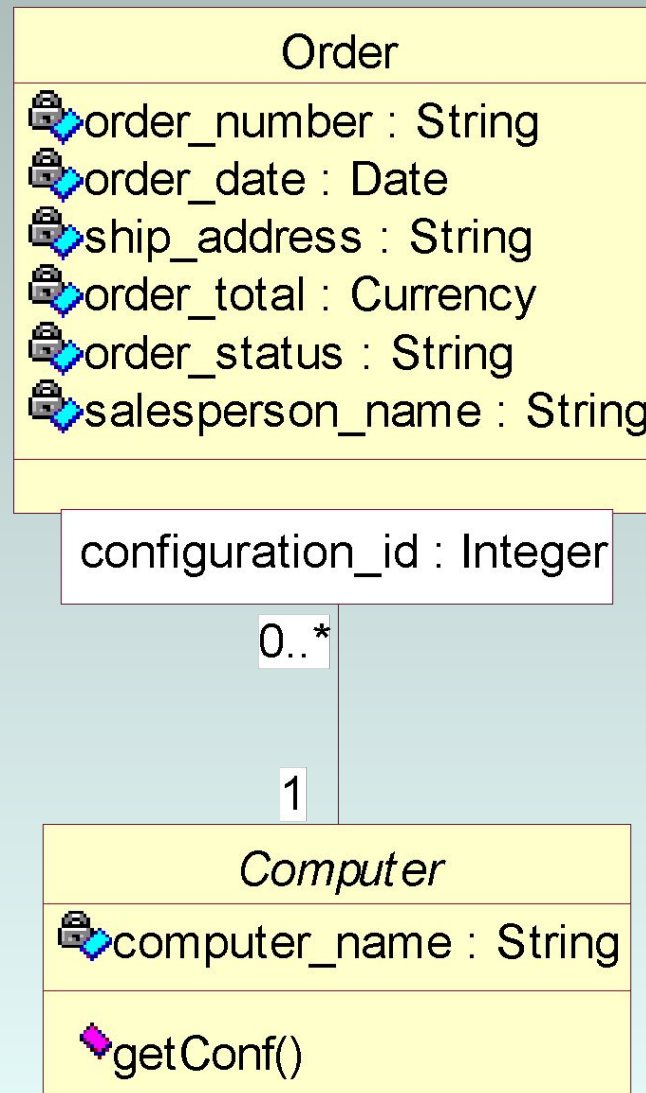 Order
order_number : String
order_date : Date
ship_address : String
order_total : Currency
order_status : String
salesperson_name : String
configuration_id : Integer
0..*
1
Computer
computer_name : String
getConf()